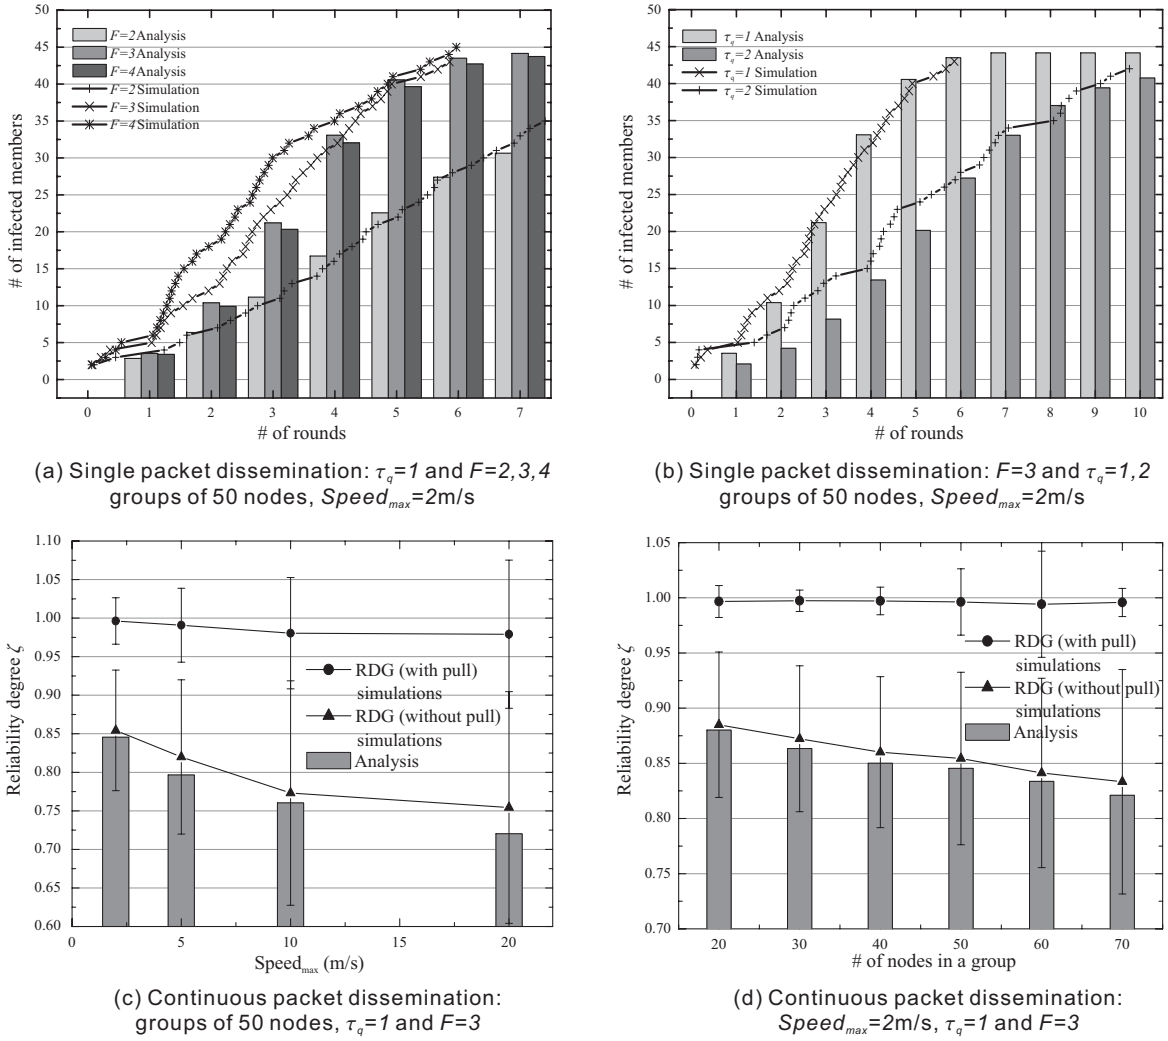 50
45
40
35
30
25
20
15
10
5
0
# of infected members
F=2 Analysis
F=3 Analysis
F=4 Analysis
F=2 Simulation
F=3 Simulation
F=4 Simulation
0 1 2 3 4 5 6 7
# of rounds
(a) Single packet dissemination: τq=1 and F=2,3,4
groups of 50 nodes, Speedmax=2m/s
50
45
40
35
30
25
20
15
10
5
0
# of infected members
τq=1 Analysis
τq=2 Analysis
τq=1 Simulation
τq=2 Simulation
0 1 2 3 4 5 6 7 8 9 10
# of rounds
(b) Single packet dissemination: F=3 and τq=1,2
groups of 50 nodes, Speedmax=2m/s
1.10
1.05
1.00
0.95
0.90
0.85
0.80
0.75
0.70
0.65
0.60
Reliability degree ζ
RDG (with pull)
simulations
RDG (without pull)
simulations
Analysis
0 5 10 15 20
Speedmax (m/s)
(c) Continuous packet dissemination:
groups of 50 nodes, τq=1 and F=3
1.05
1.00
0.95
0.90
0.85
0.80
0.75
0.70
Reliability degree ζ
RDG (with pull)
simulations
RDG (without pull)
simulations
Analysis
20 30 40 50 60 70
# of nodes in a group
(d) Continuous packet dissemination:
Speedmax=2m/s, τq=1 and F=3